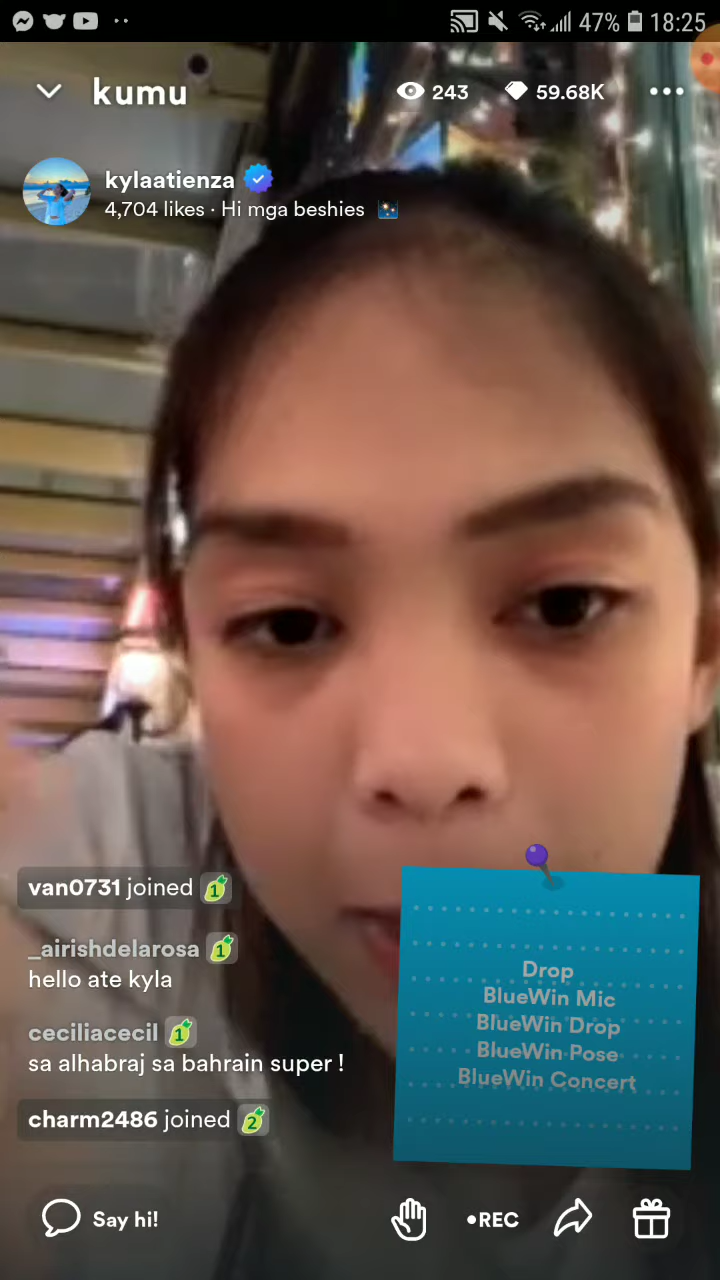 47% 18:25
kumu 243 59.68K
kylaatienza
4,704 likes · Hi mga beshies
van0731 joined 1
_airishdelarosa 1
hello ate kyla
ceciliacecil 1
sa alhabraj sa bahrain super !
charm2486 joined 2
Drop
BlueWin Mic
BlueWin Drop
BlueWin Pose
BlueWin Concert
Say hi! •REC